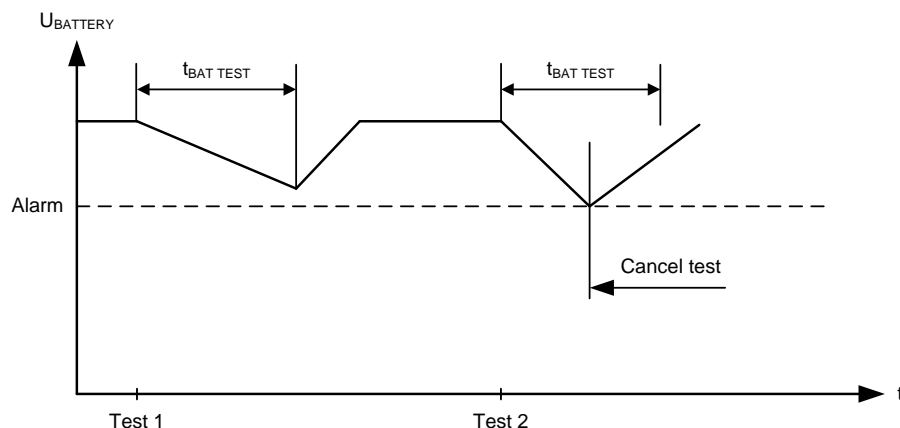 UBATTERY
tBAT TEST
tBAT TEST
Alarm
Cancel test
t
Test 1
Test 2